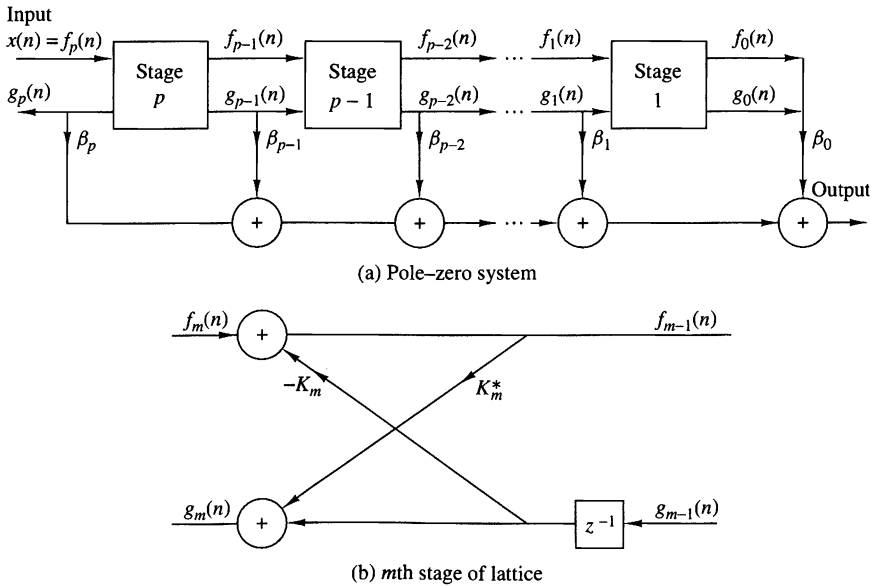 Input
x(n) = f_p(n) f_{p−1}(n) f_{p−2}(n) ... f_1(n) f_0(n)
Stage p Stage p − 1 Stage 1
g_p(n) g_{p−1}(n) g_{p−2}(n) ... g_1(n) g_0(n)
β_p β_{p−1} β_{p−2} β_1 β_0
Output
+ + ... + +
(a) Pole–zero system
f_m(n) + f_{m−1}(n)
−K_m K_m^*
g_m(n) + z^{−1} g_{m−1}(n)
(b) mth stage of lattice